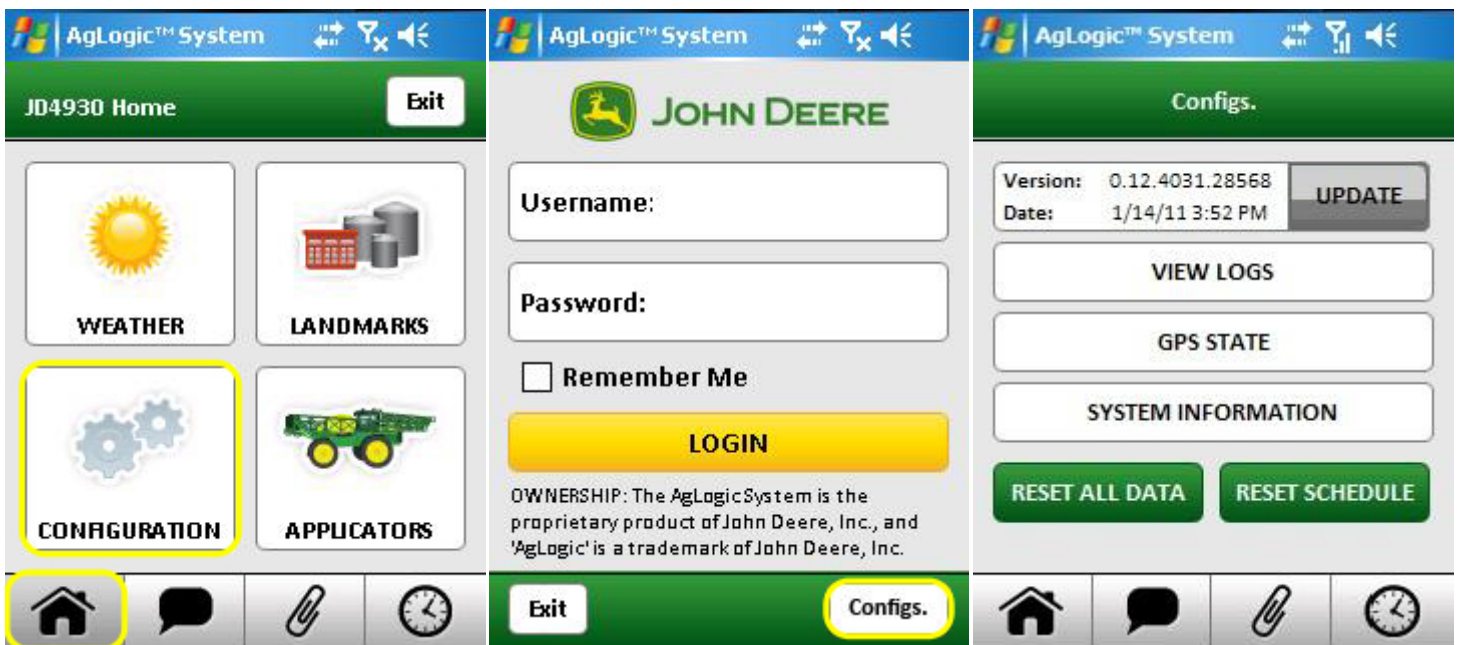 AgLogic™ System
JD4930 Home
Exit
WEATHER
LANDMARKS
CONFIGURATION
APPLICATORS
AgLogic™ System
JOHN DEERE
Username:
Password:
Remember Me
LOGIN
OWNERSHIP: The AgLogic System is the
proprietary product of John Deere, Inc., and
'AgLogic' is a trademark of John Deere, Inc.
Exit
Configs.
AgLogic™ System
Configs.
Version: 0.12.4031.28568
Date: 1/14/11 3:52 PM
UPDATE
VIEW LOGS
GPS STATE
SYSTEM INFORMATION
RESET ALL DATA
RESET SCHEDULE